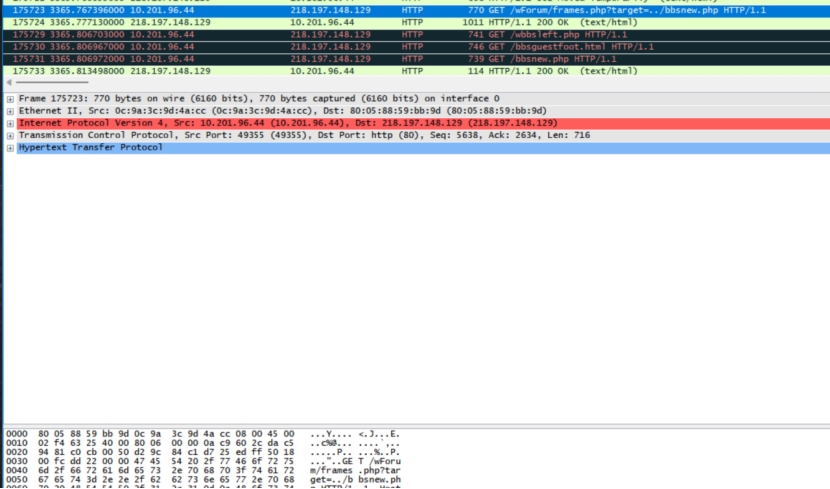 175723 3365.767396000 10.201.96.44 218.197.148.129 HTTP 770 GET /wForum/frames.php?target=../bbsnew.php HTTP/1.1
175724 3365.777130000 218.197.148.129 10.201.96.44 HTTP 1011 HTTP/1.1 200 OK (text/html)
175729 3365.806703000 10.201.96.44 218.197.148.129 HTTP 741 GET /wbbsleft.php HTTP/1.1
175730 3365.806967000 10.201.96.44 218.197.148.129 HTTP 746 GET /bbsguestfoot.html HTTP/1.1
175731 3365.806972000 10.201.96.44 218.197.148.129 HTTP 739 GET /bbsnew.php HTTP/1.1
175733 3365.813498000 218.197.148.129 10.201.96.44 HTTP 114 HTTP/1.1 200 OK (text/html)
Frame 175723: 770 bytes on wire (6160 bits), 770 bytes captured (6160 bits) on interface 0
Ethernet II, Src: 0c:9a:3c:9d:4a:cc (0c:9a:3c:9d:4a:cc), Dst: 80:05:88:59:bb:9d (80:05:88:59:bb:9d)
Internet Protocol Version 4, Src: 10.201.96.44 (10.201.96.44), Dst: 218.197.148.129 (218.197.148.129)
Transmission Control Protocol, Src Port: 49355 (49355), Dst Port: http (80), Seq: 5638, Ack: 2634, Len: 716
Hypertext Transfer Protocol
0000 80 05 88 59 bb 9d 0c 9a 3c 9d 4a cc 08 00 45 00 ...Y.... <.J...E.
0010 02 f4 63 25 40 00 80 06 00 00 0a c9 60 2c da c5 ..c%@... ....`,..
0020 94 81 c0 cb 00 50 d2 9c 84 c1 d7 25 ed ff 50 18 .....P.. ...%..P.
0030 00 fc dd 22 00 00 47 45 54 20 2f 77 46 6f 72 75 ..."..GE T /wForu
0040 6d 2f 66 72 61 6d 65 73 2e 70 68 70 3f 74 61 72 m/frames .php?tar
0050 67 65 74 3d 2e 2e 2f 62 62 73 6e 65 77 2e 70 68 get=../b bsnew.ph